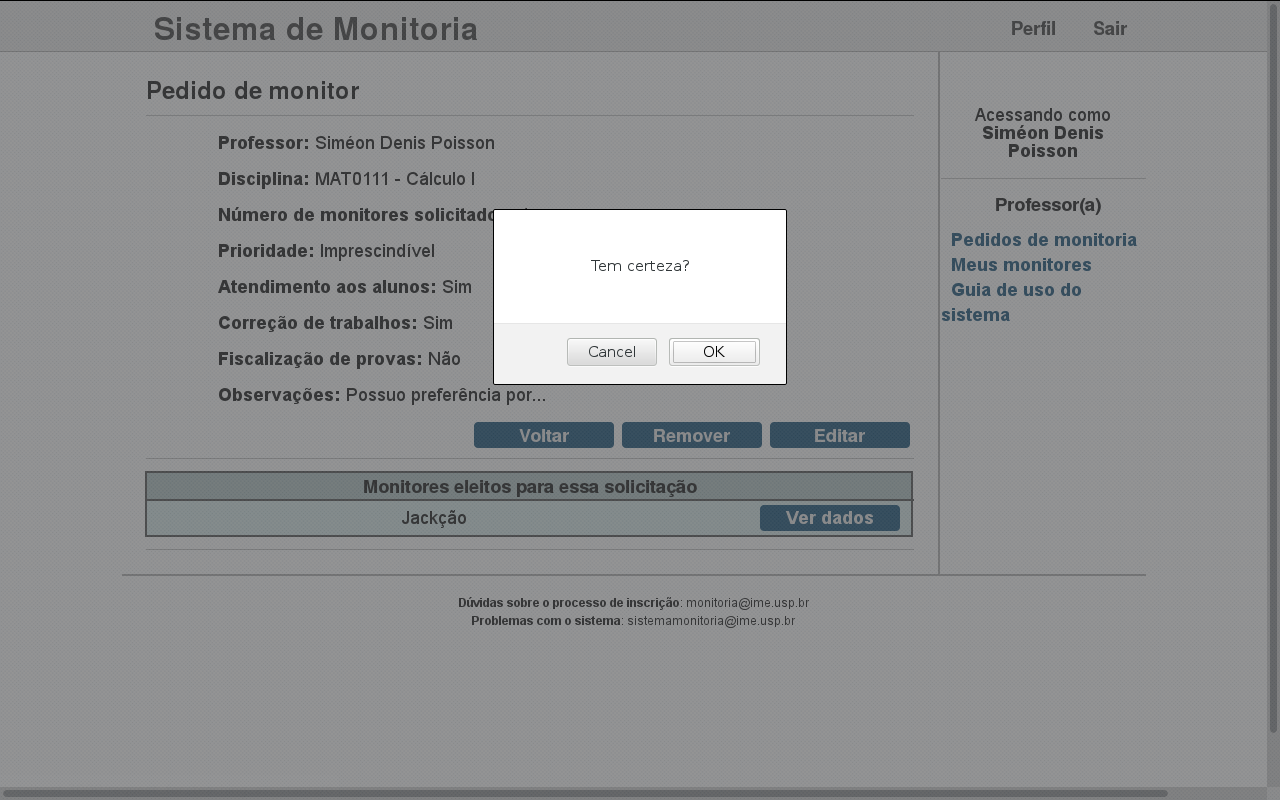 Sistema de Monitoria
Perfil
Sair
Pedido de monitor
Professor: Siméon Denis Poisson
Disciplina: MAT0111 - Cálculo I
Número de monitores
Prioridade: Imprescindível
Atendimento aos alunos: Sim
Correção de trabalhos: Sim
Fiscalização de provas: Não
Observações: Possuo preferência por...
Voltar
Remover
Editar
Monitores eleitos para essa solicitação
Jackção
Ver dados
Tem certeza?
Cancel
OK
Acessando como
Siméon Denis
Poisson
Professor(a)
Pedidos de monitoria
Meus monitores
Guia de uso do
sistema
Dúvidas sobre o processo de inscrição: monitoria@ime.usp.br
Problemas com o sistema: sistemamonitoria@ime.usp.br